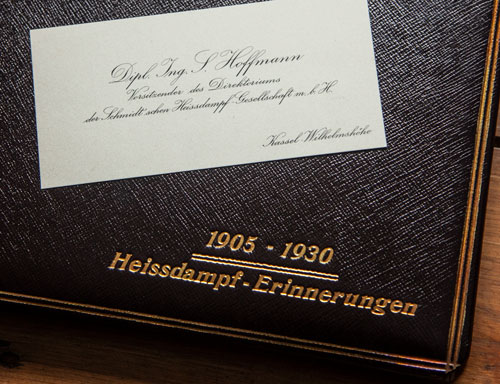 Dipl. Ing. S. Hoffmann
Vorsitzender des Direktoriums
der Schmidt'schen Heissdampf-Gesellschaft m. b. H.
Kassel-Wilhelmshöhe
1905 - 1930
Heissdampf-Erinnerungen